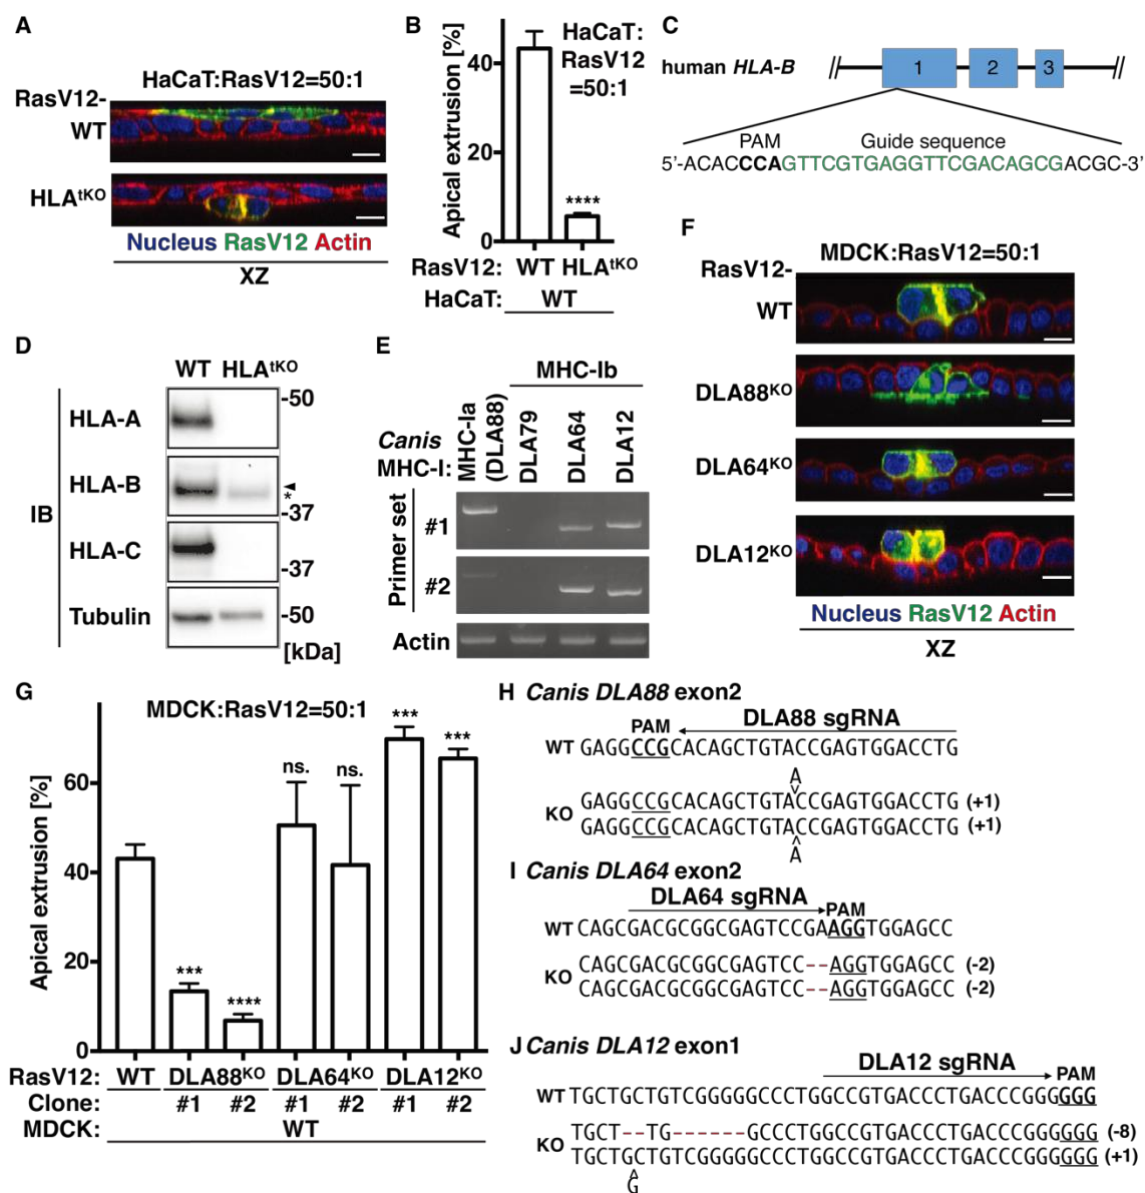 A
HaCaT:RasV12=50:1
RasV12-
WT
HLAtKO
Nucleus RasV12 Actin
XZ
B
HaCaT:
RasV12
=50:1
Apical extrusion [%]
40
20
0
****
RasV12: WT HLAtKO
HaCaT: WT
C
human HLA-B
1 2 3
PAM Guide sequence
5'-ACACCCAGTTCGTGAGGTTCGACAGCGACGC-3'
D
WT HLAtKO
HLA-A
-50
HLA-B
*
-37
IB
HLA-C
-37
Tubulin
-50
[kDa]
E
MHC-Ib
Canis
MHC-I:
MHC-Ia
(DLA88)
DLA79
DLA64
DLA12
Primer set
#1
#2
Actin
F
MDCK:RasV12=50:1
RasV12-
WT
DLA88KO
DLA64KO
DLA12KO
Nucleus RasV12 Actin
XZ
G
MDCK:RasV12=50:1
Apical extrusion [%]
60
40
20
0
*** **** ns. ns. *** ***
RasV12: WT DLA88KO DLA64KO DLA12KO
Clone: #1 #2 #1 #2 #1 #2
MDCK: WT
H Canis DLA88 exon2
PAM DLA88 sgRNA
WT GAGGCCGCACAGCTGTACCGAGTGGACCTG
A
KO
GAGGCCGCACAGCTGTACCGAGTGGACCTG (+1)
GAGGCCGCACAGCTGTACCGAGTGGACCTG (+1)
A
I Canis DLA64 exon2
DLA64 sgRNA PAM
WT CAGCGACGCGGCGAGTCCGAAGGTGGAGCC
KO
CAGCGACGCGGCGAGTCC--AGGTGGAGCC (-2)
CAGCGACGCGGCGAGTCC--AGGTGGAGCC (-2)
J Canis DLA12 exon1
DLA12 sgRNA PAM
WT TGCTGCTGTCGGGGGCCCTGGCCGTGACCCTGACCCGGGGGG
KO
TGCT--TG------GCCCTGGCCGTGACCCTGACCCGGGGGG (-8)
TGCTGCTGTCGGGGGCCCTGGCCGTGACCCTGACCCGGGGGG (+1)
G